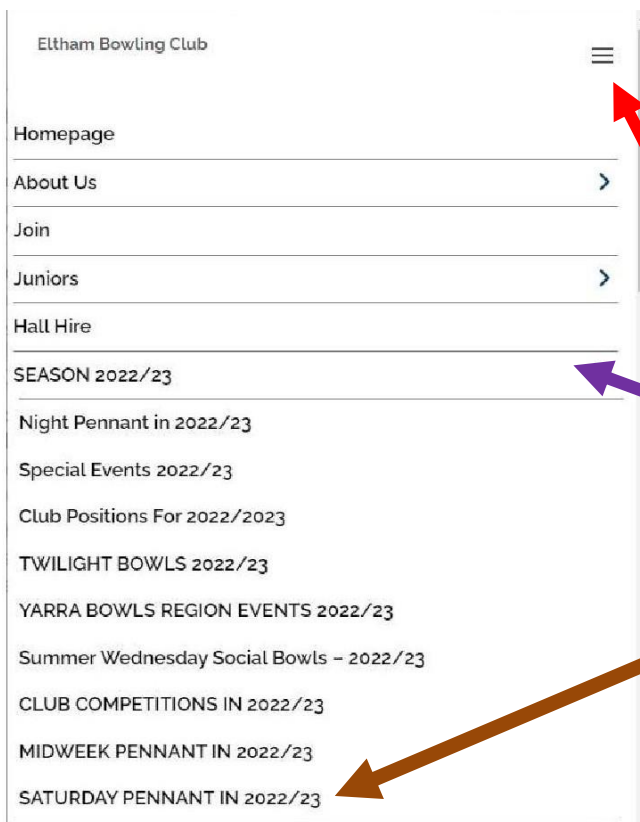 Eltham Bowling Club
Homepage
About Us
Join
Juniors
Hall Hire
SEASON 2022/23
Night Pennant in 2022/23
Special Events 2022/23
Club Positions For 2022/2023
TWILIGHT BOWLS 2022/23
YARRA BOWLS REGION EVENTS 2022/23
Summer Wednesday Social Bowls – 2022/23
CLUB COMPETITIONS IN 2022/23
MIDWEEK PENNANT IN 2022/23
SATURDAY PENNANT IN 2022/23